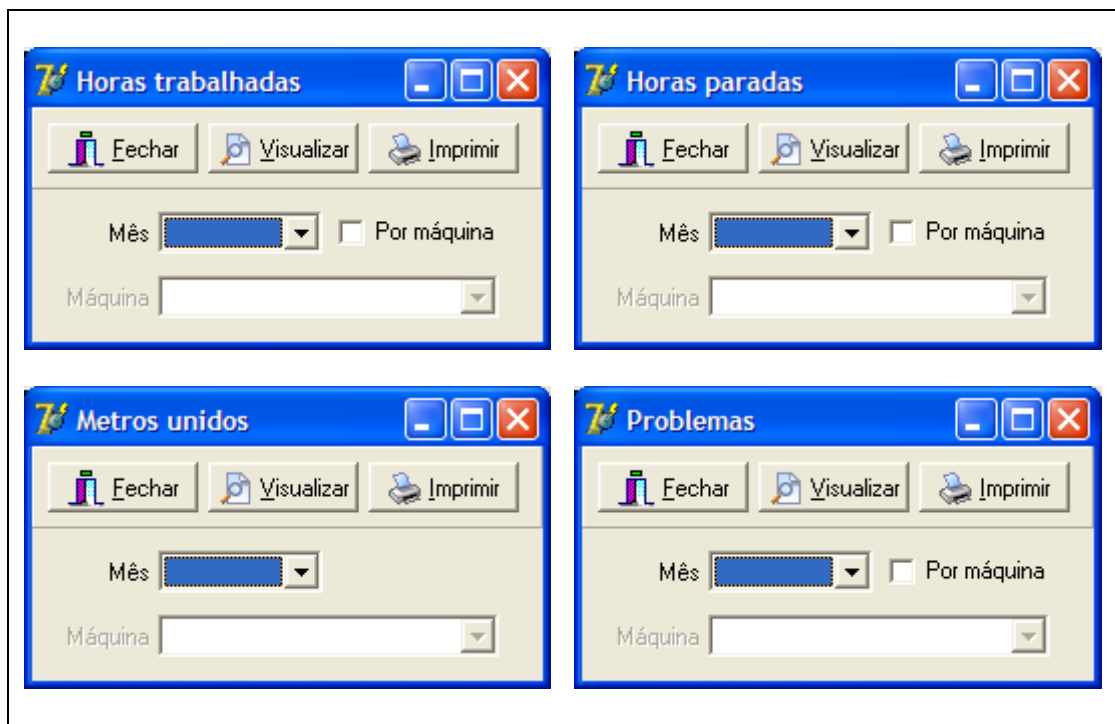 Horas trabalhadas
Fechar Visualizar Imprimir
Mês Por máquina
Máquina
Horas paradas
Fechar Visualizar Imprimir
Mês Por máquina
Máquina
Metros unidos
Fechar Visualizar Imprimir
Mês
Máquina
Problemas
Fechar Visualizar Imprimir
Mês Por máquina
Máquina